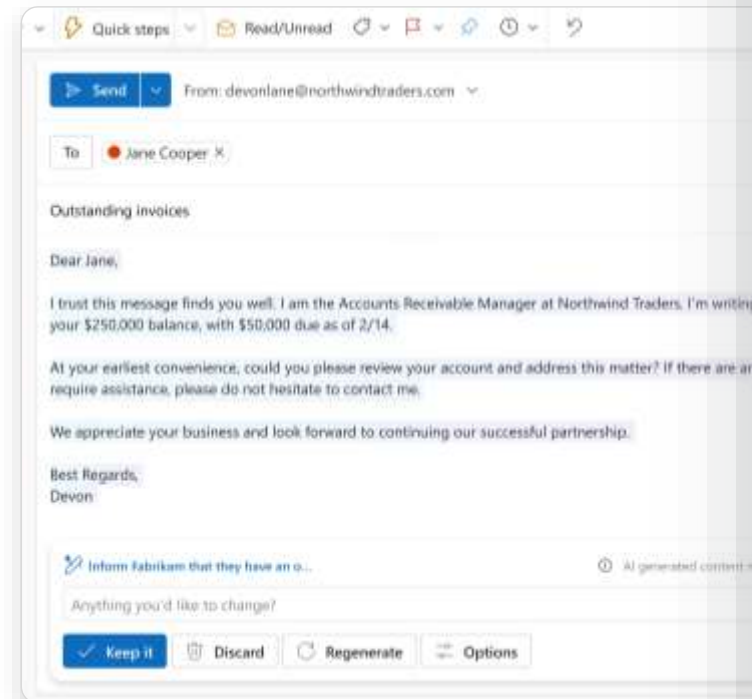 Quick steps Read/Unread
Send From: devonlane@northwindtraders.com
To Jane Cooper
Outstanding invoices
Dear Jane,
I trust this message finds you well. I am the Accounts Receivable Manager at Northwind Traders. I'm writing
your $250,000 balance, with $50,000 due as of 2/14.
At your earliest convenience, could you please review your account and address this matter? If there are
require assistance, please do not hesitate to contact me.
We appreciate your business and look forward to continuing our successful partnership.
Best Regards,
Devon
Inform Fabrikam that they have an o...
AI generated content
Anything you'd like to change?
Keep it Discard Regenerate Options